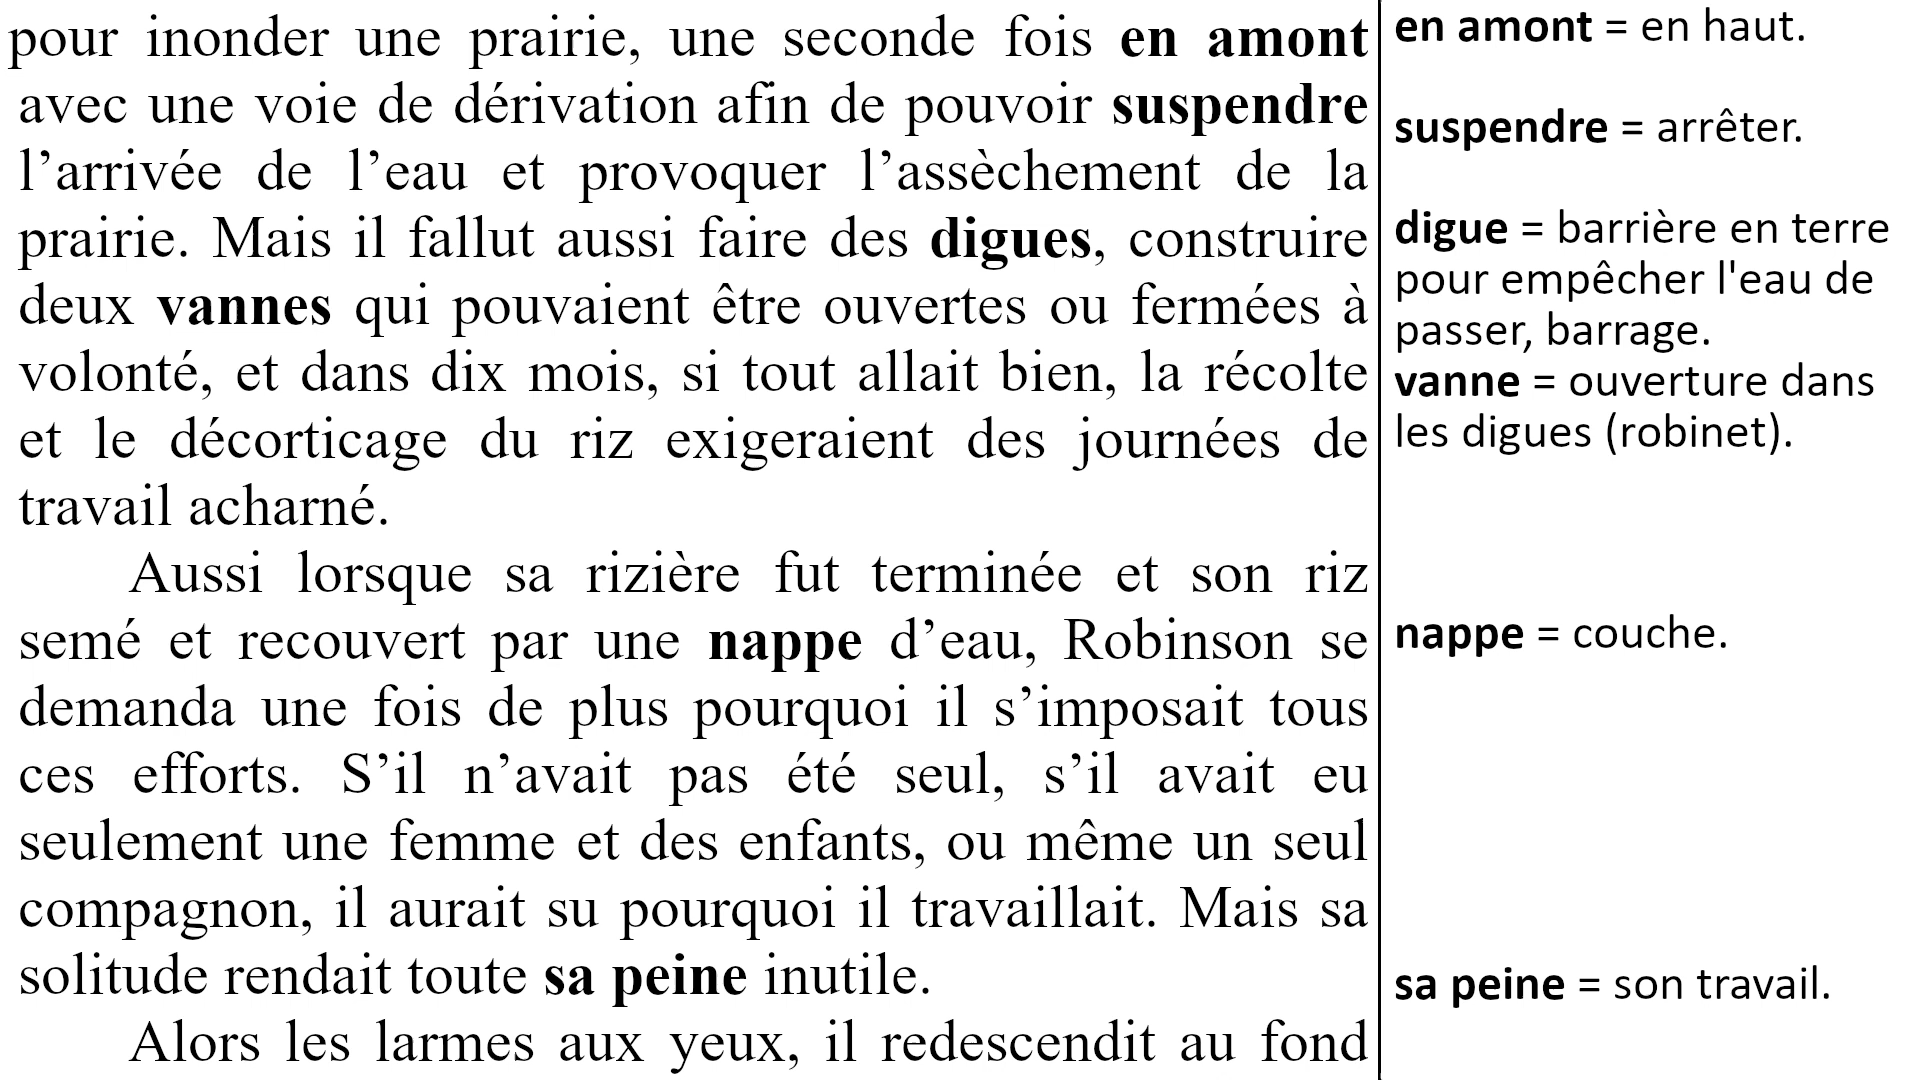 pour inonder une prairie, une seconde fois en amont
avec une voie de dérivation afin de pouvoir suspendre
l’arrivée de l’eau et provoquer l’assèchement de la
prairie. Mais il fallut aussi faire des digues, construire
deux vannes qui pouvaient être ouvertes ou fermées à
volonté, et dans dix mois, si tout allait bien, la récolte
et le décorticage du riz exigeraient des journées de
travail acharné.
Aussi lorsque sa rizière fut terminée et son riz
semé et recouvert par une nappe d’eau, Robinson se
demanda une fois de plus pourquoi il s’imposait tous
ces efforts. S’il n’avait pas été seul, s’il avait eu
seulement une femme et des enfants, ou même un seul
compagnon, il aurait su pourquoi il travaillait. Mais sa
solitude rendait toute sa peine inutile.
Alors les larmes aux yeux, il redescendit au fond
en amont = en haut.
suspendre = arrêter.
digue = barrière en terre
pour empêcher l'eau de
passer, barrage.
vanne = ouverture dans
les digues (robinet).
nappe = couche.
sa peine = son travail.